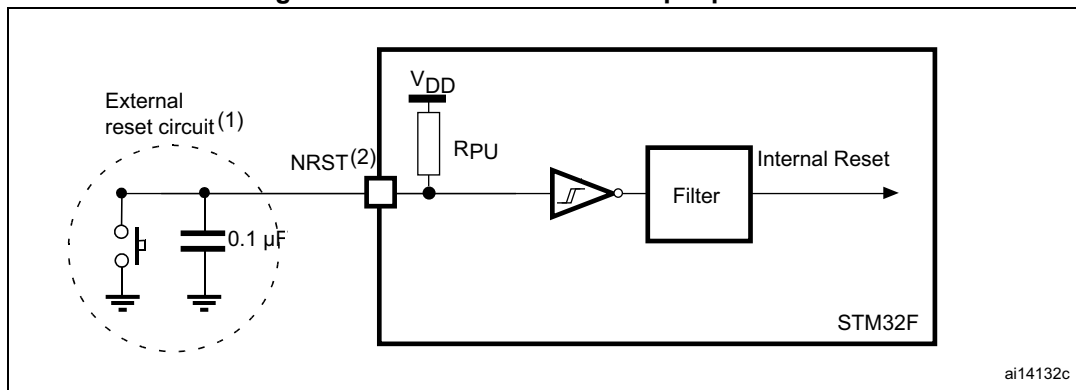 External
reset circuit(1)
NRST(2)
VDD
RPU
0.1 µF
Filter
Internal Reset
STM32F
ai14132c